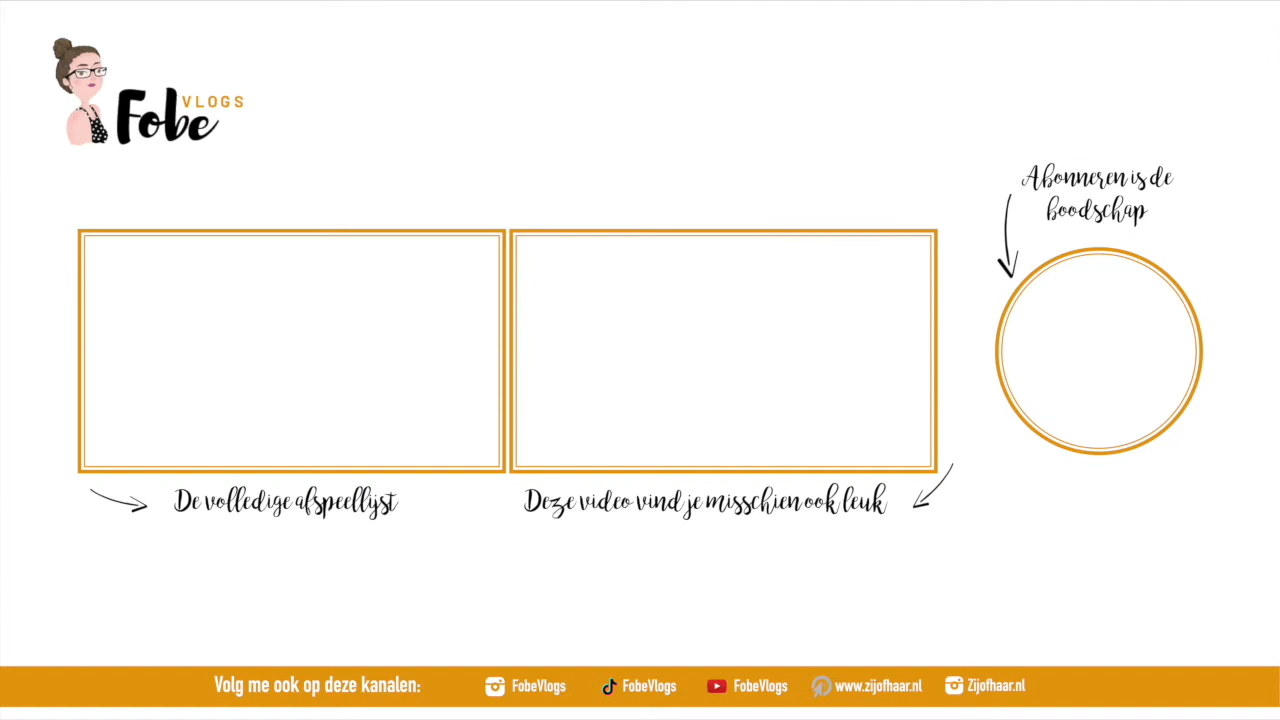 VLOGS
Fobe
Abonneren is de
boodschap
De volledige afspeellijst
Deze video vind je misschien ook leuk
Volg me ook op deze kanalen: FobeVlogs FobeVlogs FobeVlogs www.zijofhaar.nl Zijofhaar.nl